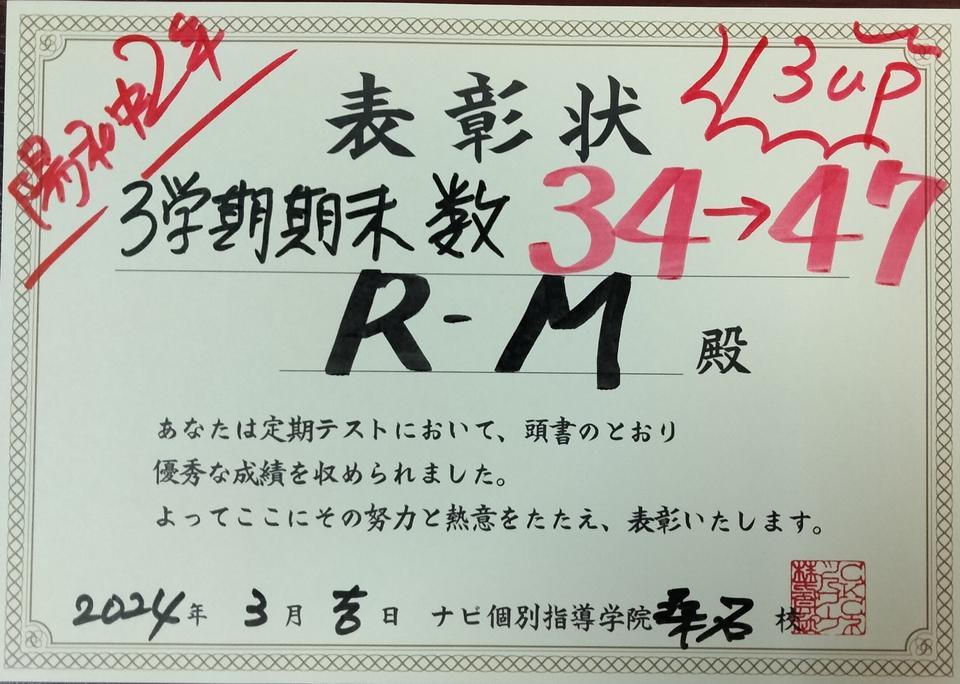 陽和中2年
13up
表彰状
3学期期末 数 34→47
R-M 殿
あなたは定期テストにおいて、頭書のとおり
優秀な成績を収められました。
よってここにその努力と熱意をたたえ、表彰いたします。
2024年 3月 吉日 ナビ個別指導学院 桑名 校